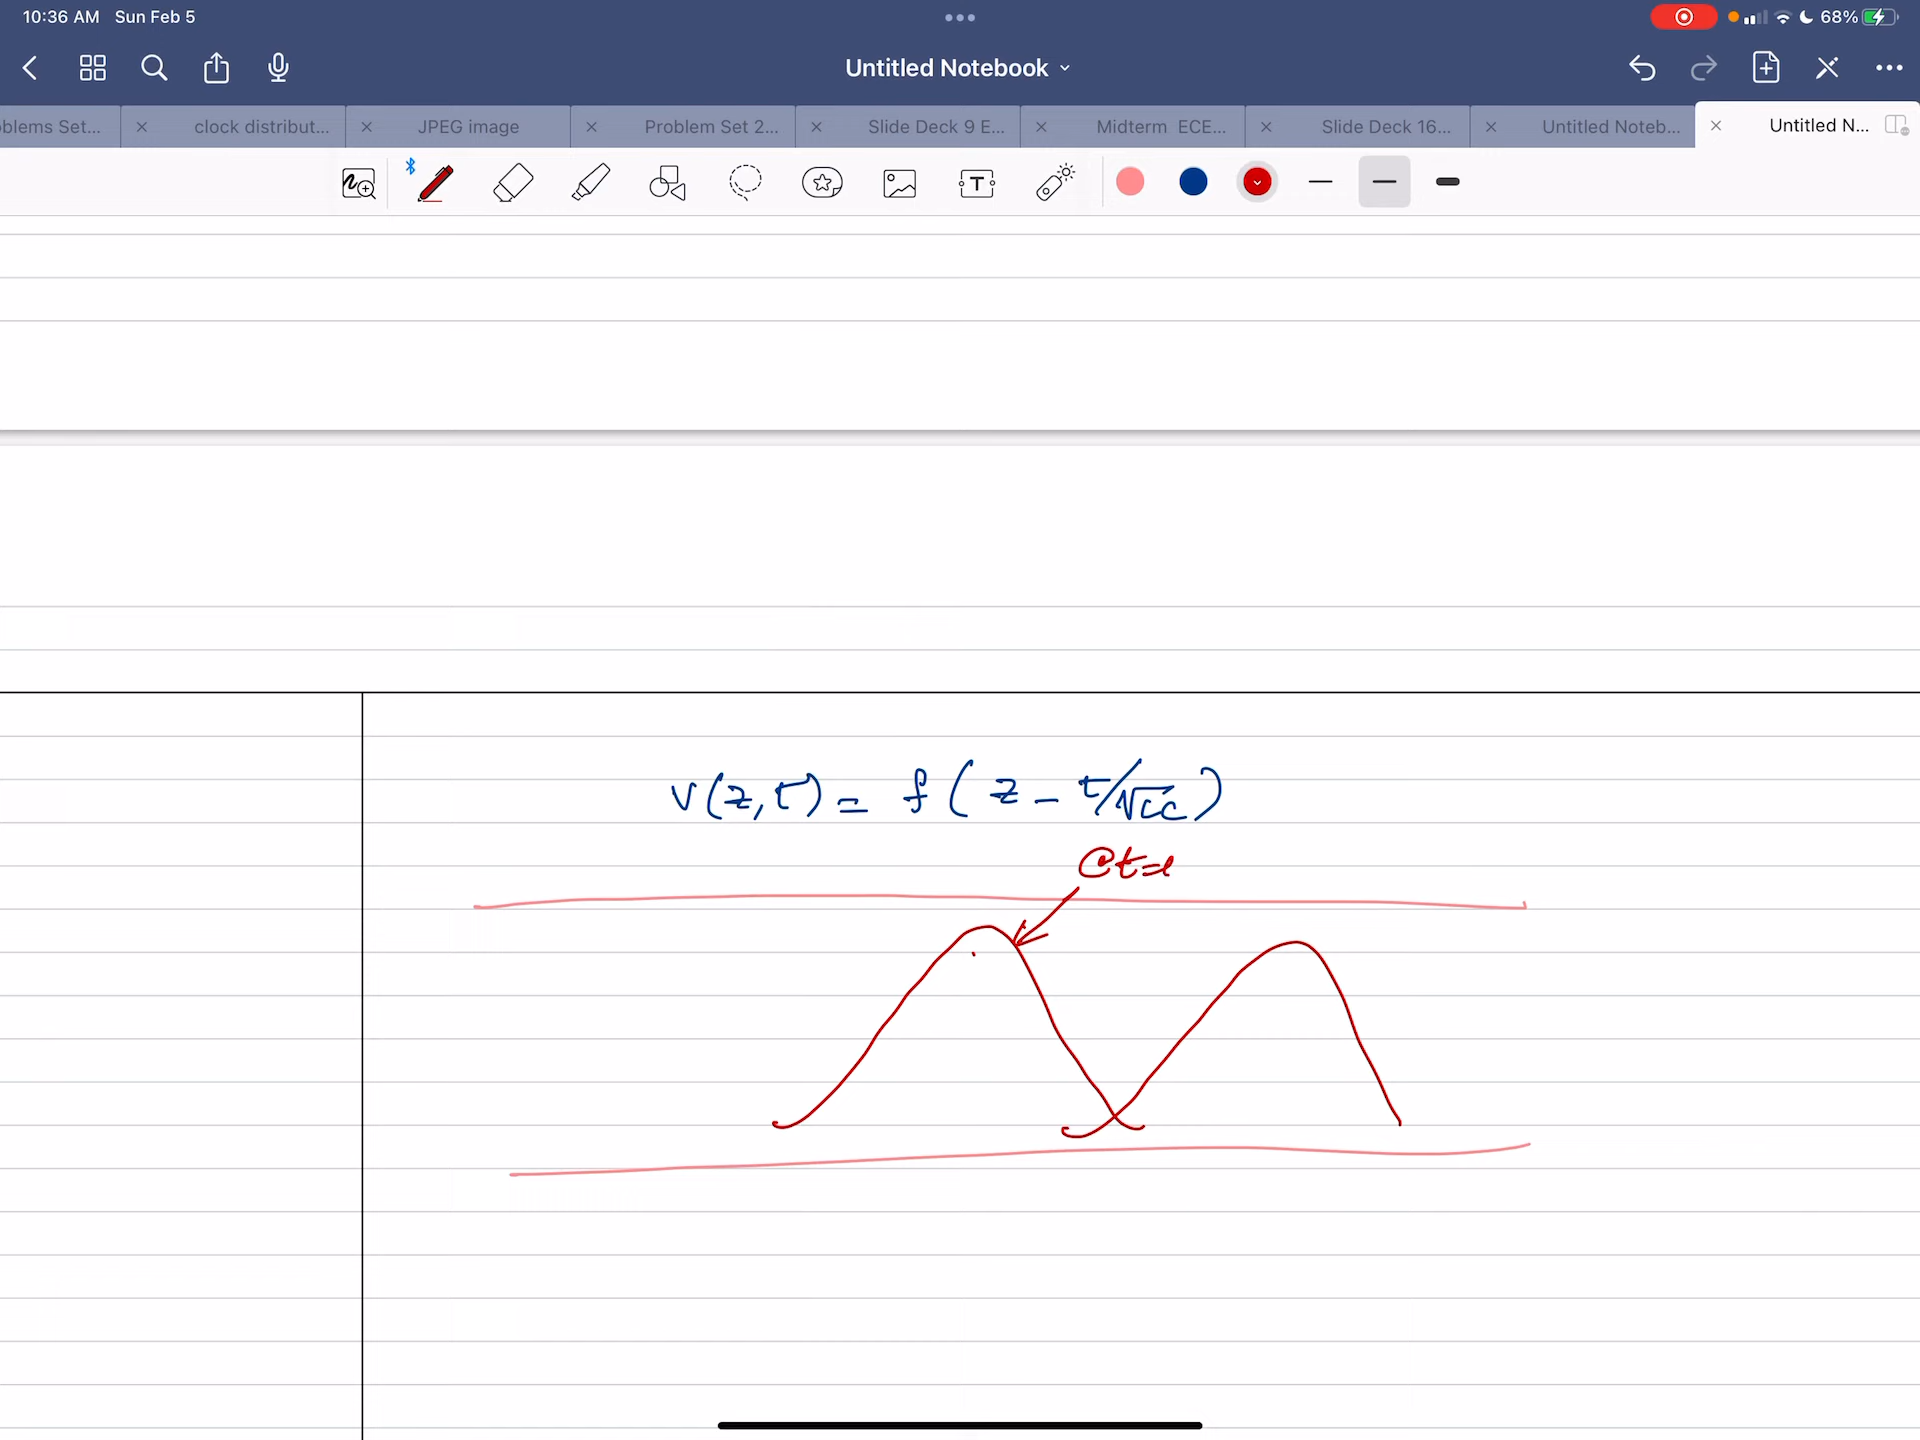 10:36 AM Sun Feb 5
68%
Untitled Notebook
oblems Set...
clock distribut...
JPEG image
Problem Set 2...
Slide Deck 9 E...
Midterm ECE...
Slide Deck 16...
Untitled Noteb...
Untitled N...
T
v(z,t) = f(z - t/√LC)
@t=